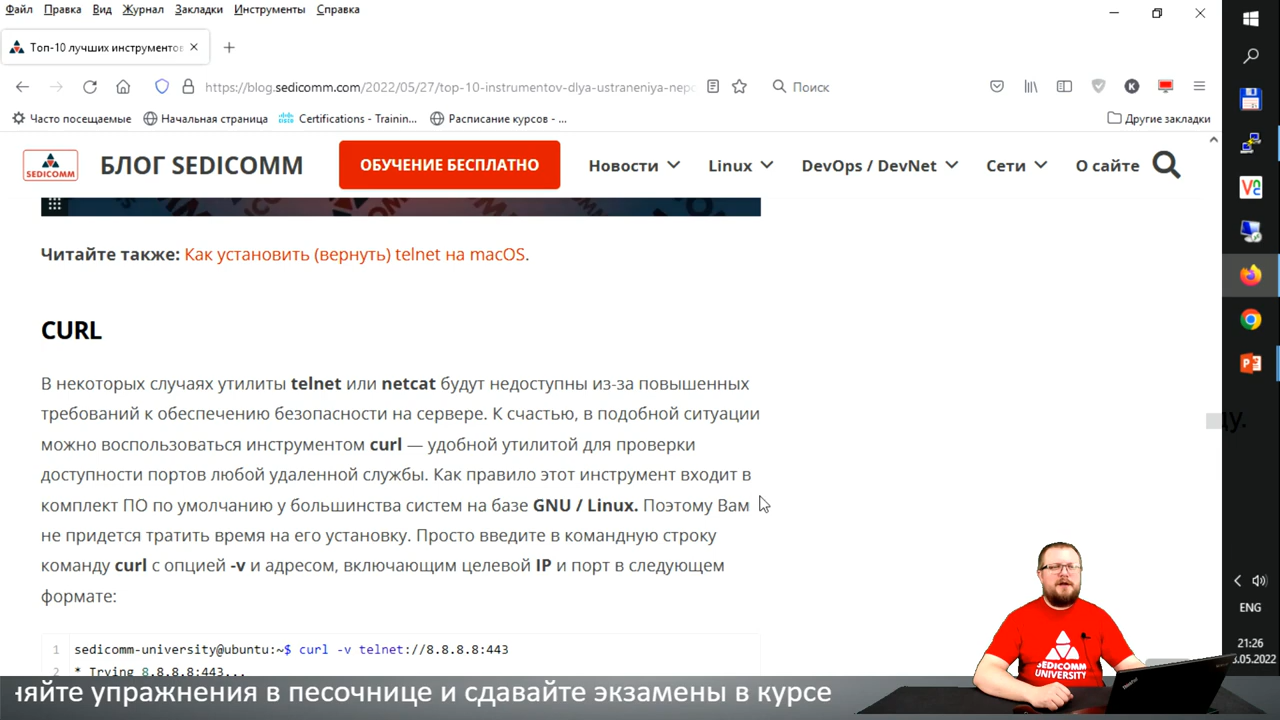 Файл Правка Вид Журнал Закладки Инструменты Справка
Топ-10 лучших инструментов
https://blog.sedicomm.com/2022/05/27/top-10-instrumentov-dlya-ustraneniya-nepo
Поиск
Часто посещаемые Начальная страница Certifications - Trainin... Расписание курсов - ... Другие закладки
SEDICOMM
БЛОГ SEDICOMM
ОБУЧЕНИЕ БЕСПЛАТНО
Новости Linux DevOps / DevNet Сети О сайте
Читайте также: Как установить (вернуть) telnet на macOS.
CURL
В некоторых случаях утилиты telnet или netcat будут недоступны из-за повышенных
требований к обеспечению безопасности на сервере. К счастью, в подобной ситуации
можно воспользоваться инструментом curl — удобной утилитой для проверки
доступности портов любой удаленной службы. Как правило этот инструмент входит в
комплект ПО по умолчанию у большинства систем на базе GNU / Linux. Поэтому Вам
не придется тратить время на его установку. Просто введите в командную строку
команду curl с опцией -v и адресом, включающим целевой IP и порт в следующем
формате:
1 sedicomm-university@ubuntu:~$ curl -v telnet://8.8.8.8:443
2 * Trying 8.8.8.8:443...
ду.
ENG
21:26
3.05.2022
SEDICOMM
UNIVERSITY
ThinkPad
няйте упражнения в песочнице и сдавайте экзамены в курсе